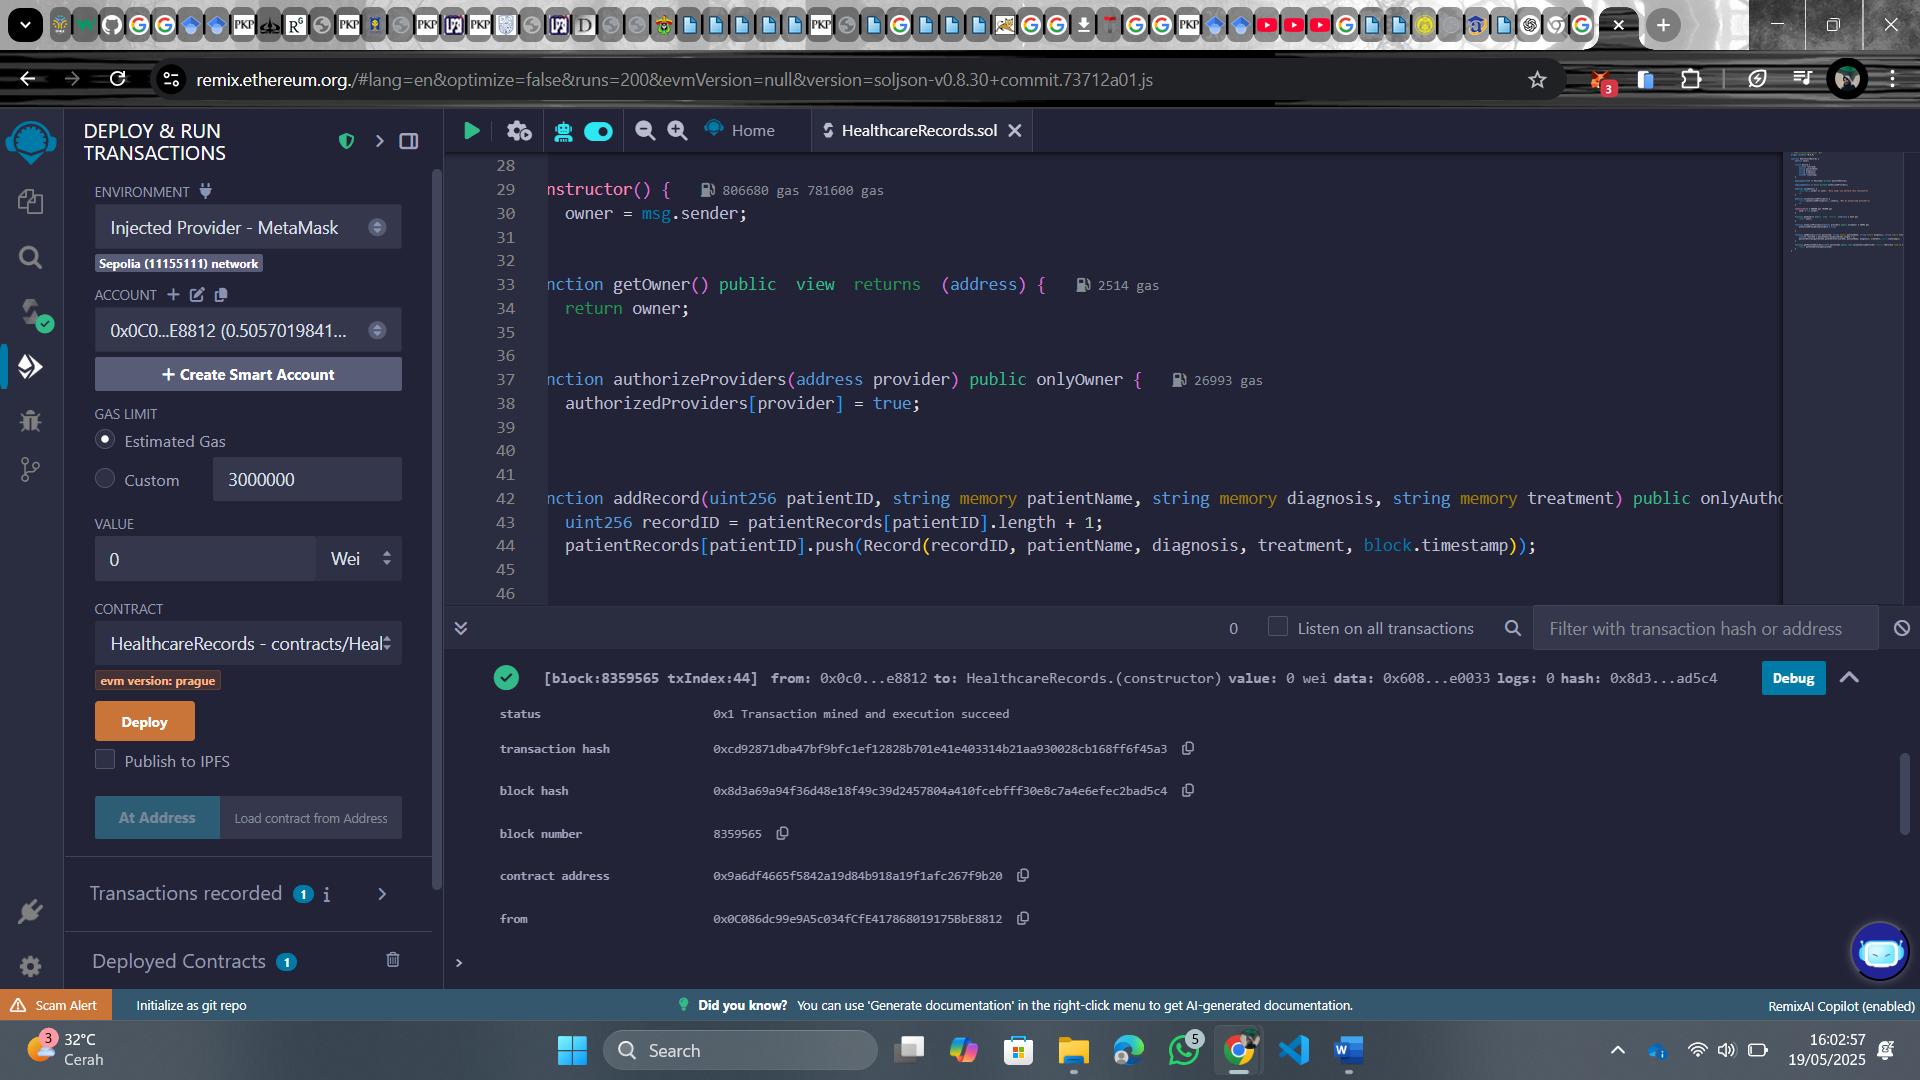 remix.ethereum.org./#lang=en&optimize=false&runs=200&evmVersion=null&version=soljson-v0.8.30+commit.73712a01.js
3
DEPLOY & RUN
TRANSACTIONS
ENVIRONMENT
Injected Provider - MetaMask
Sepolia (11155111) network
ACCOUNT
0x0C0...E8812 (0.5057019841...
+ Create Smart Account
GAS LIMIT
Estimated Gas
Custom
3000000
VALUE
0
Wei
CONTRACT
HealthcareRecords - contracts/Heal
evm version: prague
Deploy
Publish to IPFS
At Address
Load contract from Address
Transactions recorded 1 i
Deployed Contracts 1
Home
HealthcareRecords.sol
28
29 nstructor() { 806680 gas 781600 gas
30 owner = msg.sender;
31
32
33 nction getOwner() public view returns (address) { 2514 gas
34 return owner;
35
36
37 nction authorizeProviders(address provider) public onlyOwner { 26993 gas
38 authorizedProviders[provider] = true;
39
40
41
42 nction addRecord(uint256 patientID, string memory patientName, string memory diagnosis, string memory treatment) public onlyAutho
43 uint256 recordID = patientRecords[patientID].length + 1;
44 patientRecords[patientID].push(Record(recordID, patientName, diagnosis, treatment, block.timestamp));
45
46
0
Listen on all transactions
Filter with transaction hash or address
[block:8359565 txIndex:44] from: 0x0c0...e8812 to: HealthcareRecords.(constructor) value: 0 wei data: 0x608...e0033 logs: 0 hash: 0x8d3...ad5c4
Debug
status 0x1 Transaction mined and execution succeed
transaction hash 0xcd92871dba47bf9bfc1ef12828b701e41e403314b21aa930028cb168ff6f45a3
block hash 0x8d3a69a94f36d48e18f49c39d2457804a410fcebfff30e8c7a4e6efec2bad5c4
block number 8359565
contract address 0x9a6df4665f5842a19d84b918a19f1afc267f9b20
from 0x0C086dc99e9A5c034fCfE417868019175BbE8812
>
Scam Alert
Initialize as git repo
Did you know? You can use 'Generate documentation' in the right-click menu to get AI-generated documentation.
RemixAI Copilot (enabled)
3
32°C
Cerah
Search
5
16:02:57
19/05/2025